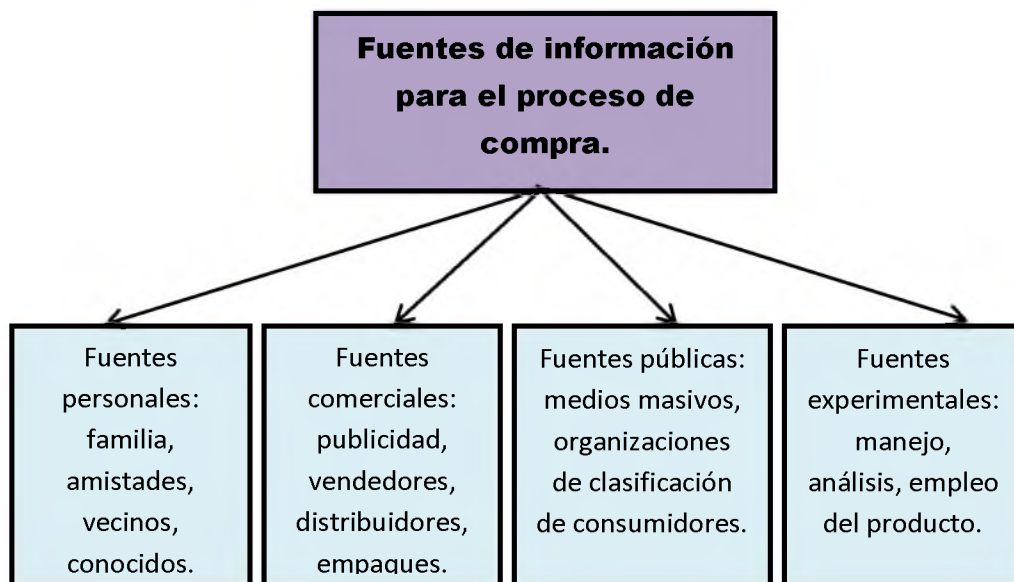 Fuentes de información
para el proceso de
compra.
Fuentes
personales:
familia,
amistades,
vecinos,
conocidos.
Fuentes
comerciales:
publicidad,
vendedores,
distribuidores,
empaques.
Fuentes públicas:
medios masivos,
organizaciones
de clasificación
de consumidores.
Fuentes
experimentales:
manejo,
análisis, empleo
del producto.